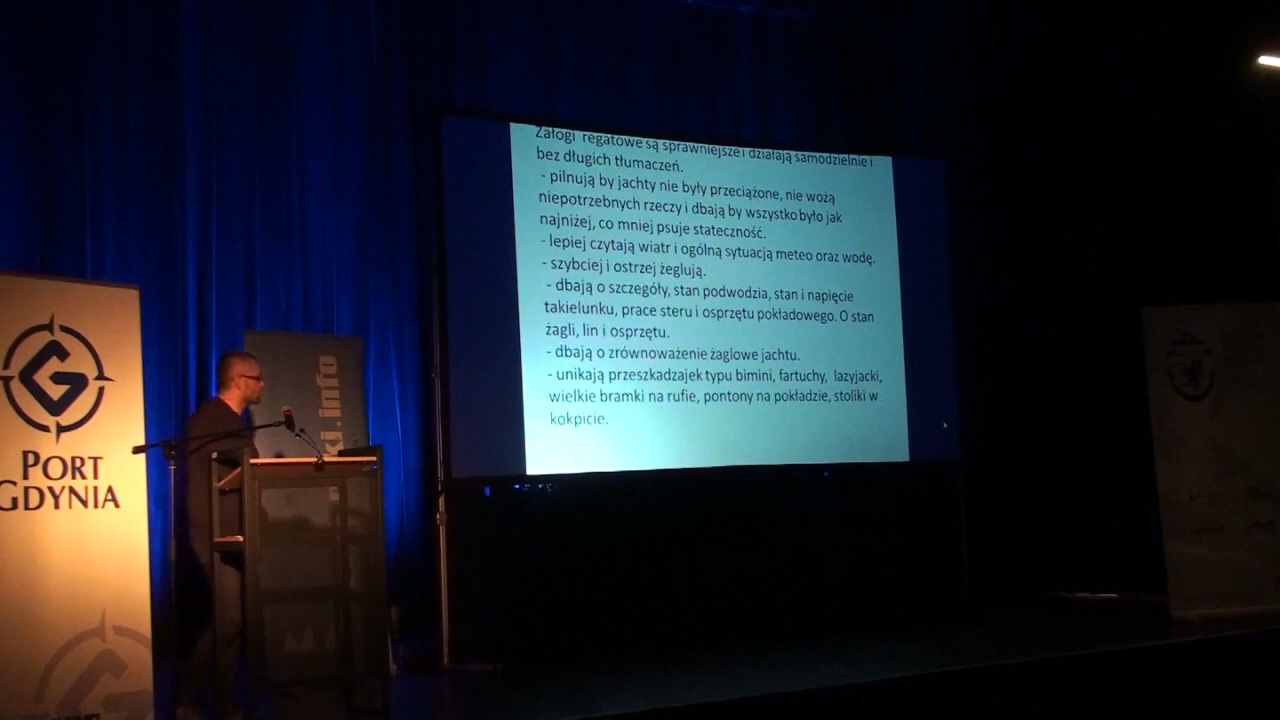 Załogi regatowe są sprawniejsze i działają samodzielnie i
bez długich tłumaczeń.
- pilnują by jachty nie były przeciążone, nie wożą
niepotrzebnych rzeczy i dbają by wszystko było jak
najniżej, co mniej psuje stateczność.
- lepiej czytają wiatr i ogólną sytuacją meteo oraz wodę.
- szybciej i ostrzej żeglują.
- dbają o szczegóły, stan podwodzia, stan i napięcie
takielunku, prace steru i osprzętu pokładowego. O stan
żagli, lin i osprzętu.
- dbają o zrównoważenie żaglowe jachtu.
- unikają przeszkadzajek typu bimini, fartuchy, lazyjacki,
wielkie bramki na rufie, pontony na pokładzie, stoliki w
kokpicie.
G
PORT
GDYNIA
ki.info